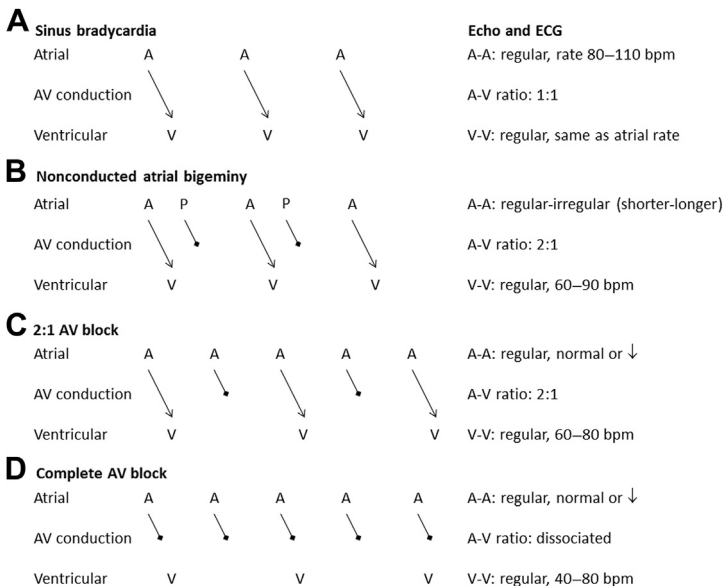 A Sinus bradycardia Echo and ECG
Atrial A A A A-A: regular, rate 80–110 bpm
AV conduction A-V ratio: 1:1
Ventricular V V V V-V: regular, same as atrial rate
B Nonconducted atrial bigeminy
Atrial A P A P A A-A: regular-irregular (shorter-longer)
AV conduction A-V ratio: 2:1
Ventricular V V V V-V: regular, 60–90 bpm
C 2:1 AV block
Atrial A A A A A A-A: regular, normal or ↓
AV conduction A-V ratio: 2:1
Ventricular V V V V-V: regular, 60–80 bpm
D Complete AV block
Atrial A A A A A A-A: regular, normal or ↓
AV conduction A-V ratio: dissociated
Ventricular V V V V-V: regular, 40–80 bpm